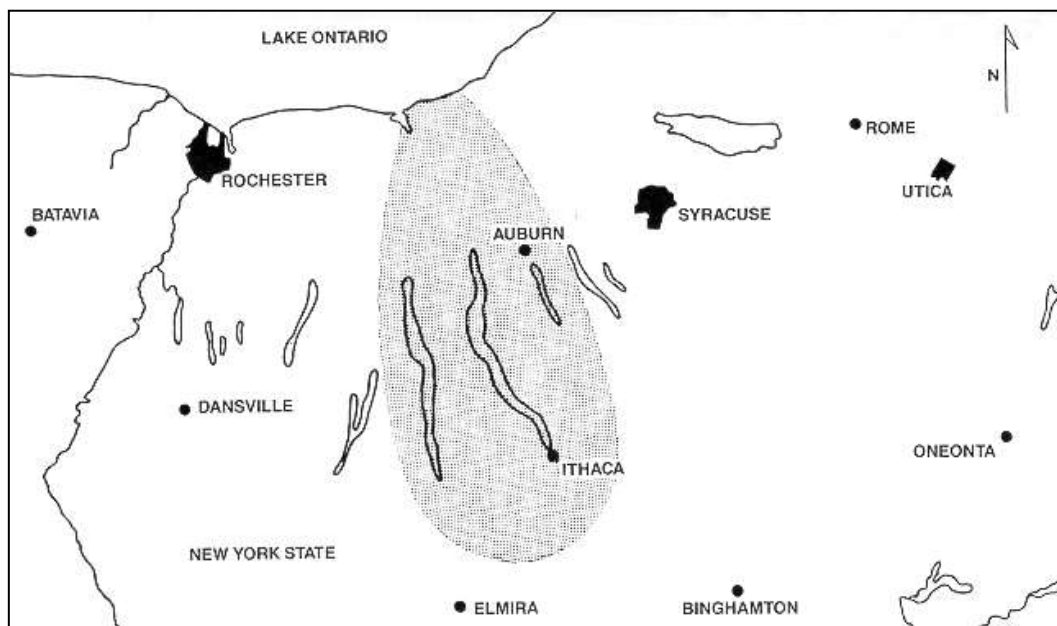 LAKE ONTARIO
N
ROME
ROCHESTER
UTICA
BATAVIA
SYRACUSE
AUBURN
DANSVILLE
ONEONTA
ITHACA
NEW YORK STATE
ELMIRA
BINGHAMTON